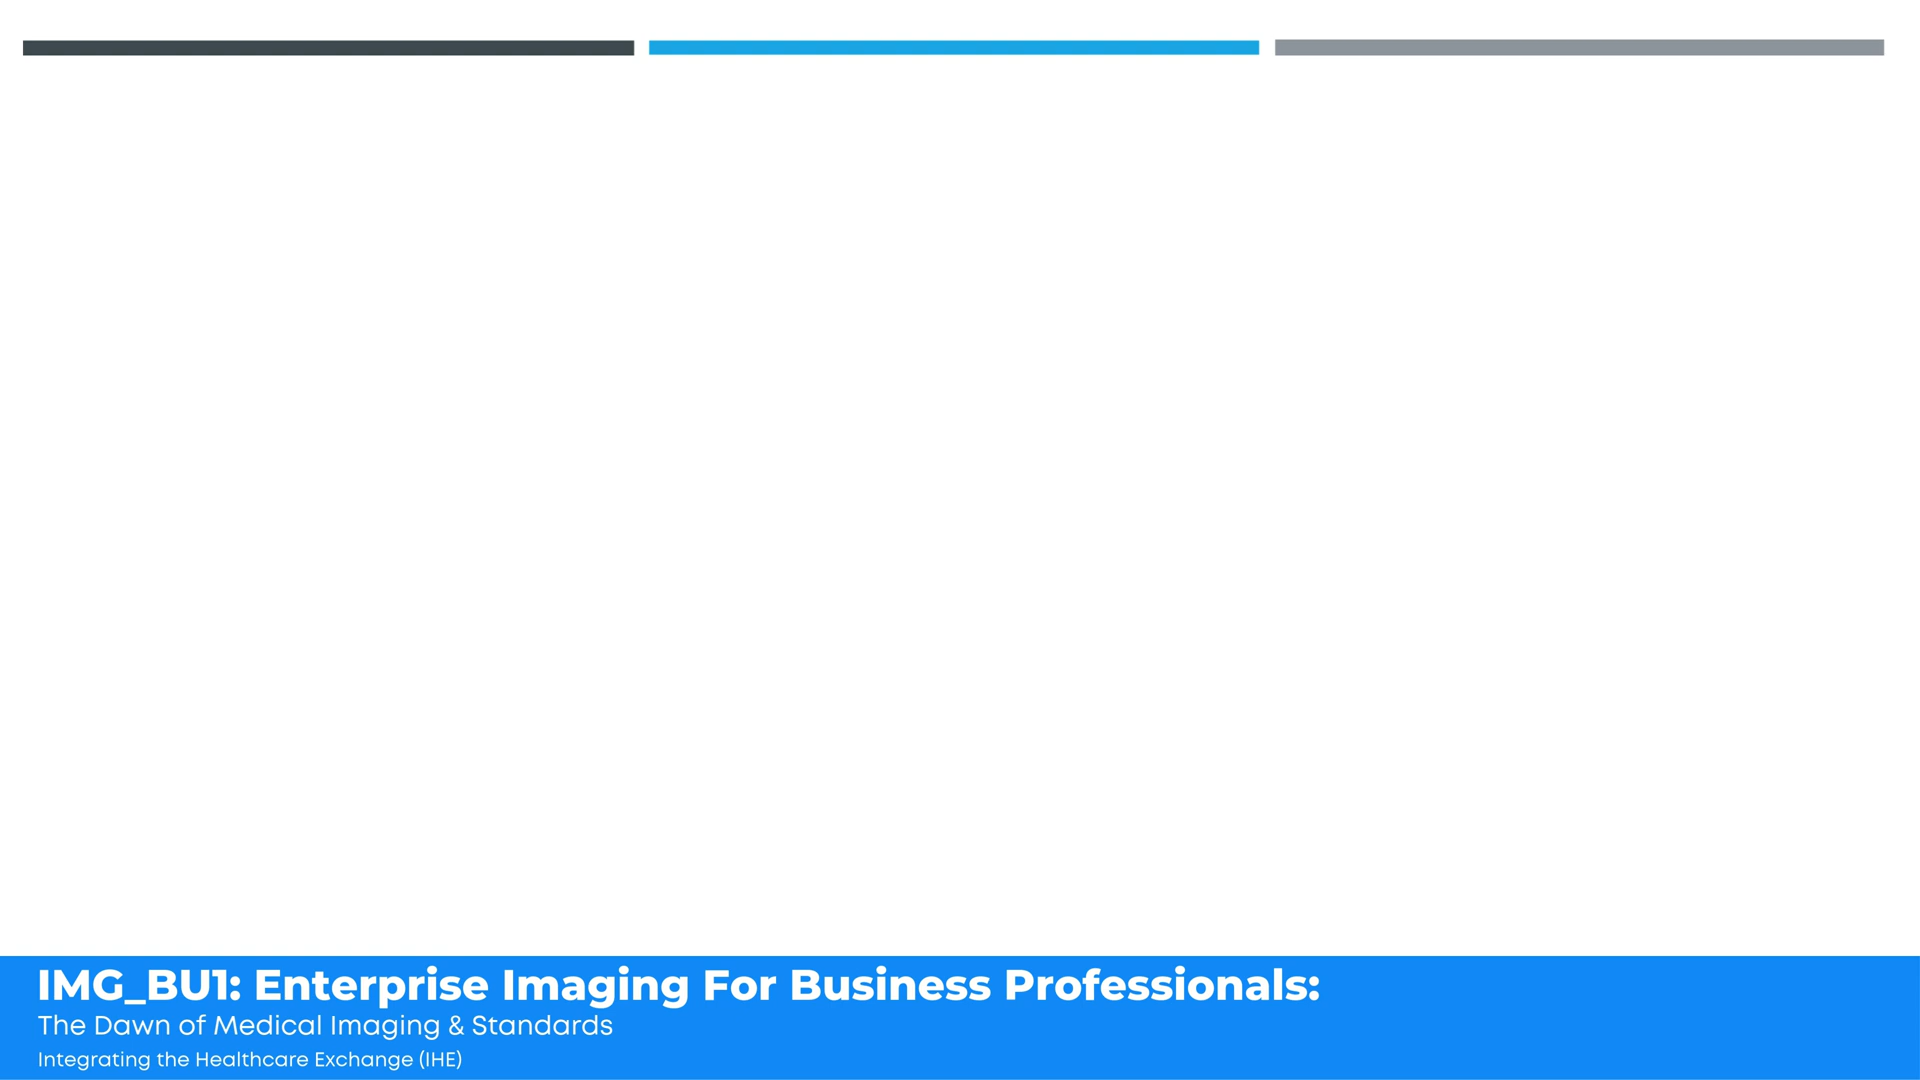 IMG_BU1: Enterprise Imaging For Business Professionals:
The Dawn of Medical Imaging & Standards
Integrating the Healthcare Exchange (IHE)